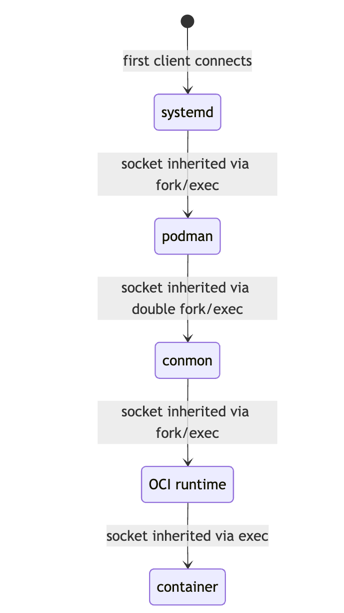 first client connects
systemd
socket inherited via
fork/exec
podman
socket inherited via
double fork/exec
conmon
socket inherited via
fork/exec
OCI runtime
socket inherited via exec
container